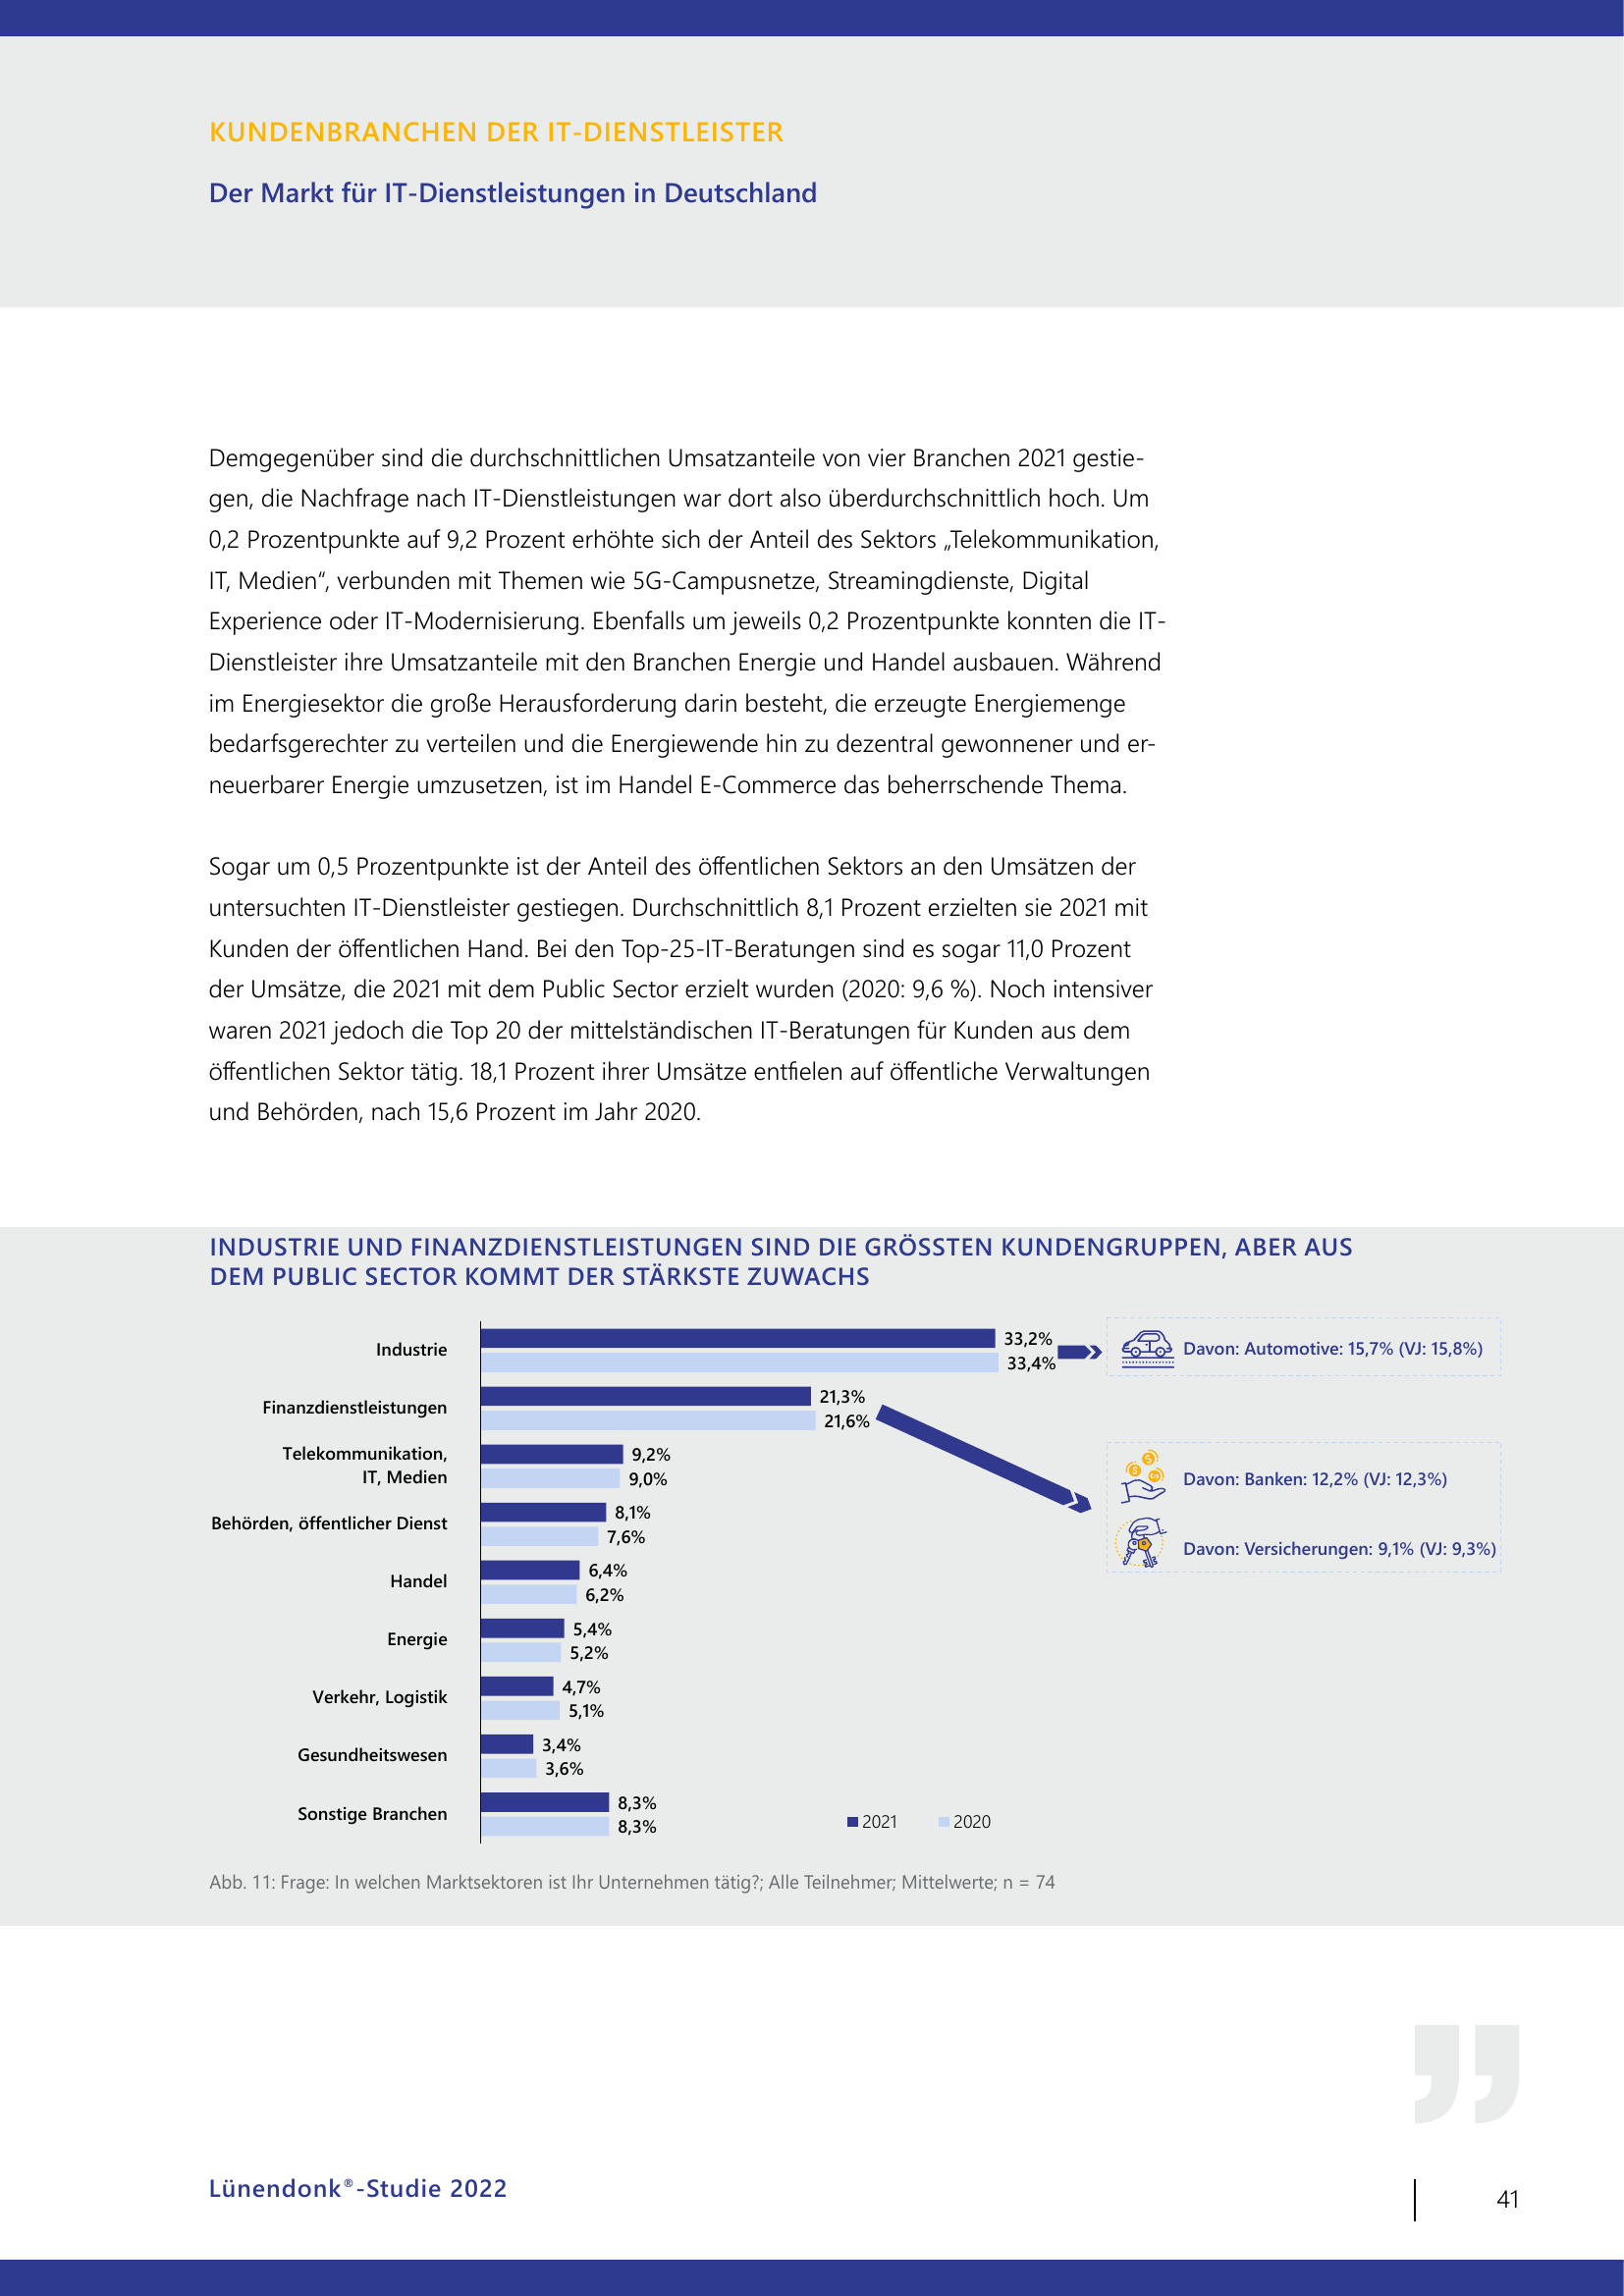 KUNDENBRANCHEN DER IT-DIENSTLEISTER
Der Markt für IT-Dienstleistungen in Deutschland
Demgegenüber sind die durchschnittlichen Umsatzanteile von vier Branchen 2021 gestie-
gen, die Nachfrage nach IT-Dienstleistungen war dort also überdurchschnittlich hoch. Um
0,2 Prozentpunkte auf 9,2 Prozent erhöhte sich der Anteil des Sektors „Telekommunikation,
IT, Medien“, verbunden mit Themen wie 5G-Campusnetze, Streamingdienste, Digital
Experience oder IT-Modernisierung. Ebenfalls um jeweils 0,2 Prozentpunkte konnten die IT-
Dienstleister ihre Umsatzanteile mit den Branchen Energie und Handel ausbauen. Während
im Energiesektor die große Herausforderung darin besteht, die erzeugte Energiemenge
bedarfsgerechter zu verteilen und die Energiewende hin zu dezentral gewonnener und er-
neuerbarer Energie umzusetzen, ist im Handel E-Commerce das beherrschende Thema.
Sogar um 0,5 Prozentpunkte ist der Anteil des öffentlichen Sektors an den Umsätzen der
untersuchten IT-Dienstleister gestiegen. Durchschnittlich 8,1 Prozent erzielten sie 2021 mit
Kunden der öffentlichen Hand. Bei den Top-25-IT-Beratungen sind es sogar 11,0 Prozent
der Umsätze, die 2021 mit dem Public Sector erzielt wurden (2020: 9,6 %). Noch intensiver
waren 2021 jedoch die Top 20 der mittelständischen IT-Beratungen für Kunden aus dem
öffentlichen Sektor tätig. 18,1 Prozent ihrer Umsätze entfielen auf öffentliche Verwaltungen
und Behörden, nach 15,6 Prozent im Jahr 2020.
INDUSTRIE UND FINANZDIENSTLEISTUNGEN SIND DIE GRÖSSTEN KUNDENGRUPPEN, ABER AUS
DEM PUBLIC SECTOR KOMMT DER STÄRKSTE ZUWACHS
Industrie
33,2%
33,4%
Davon: Automotive: 15,7% (VJ: 15,8%)
Finanzdienstleistungen
21,3%
21,6%
Davon: Banken: 12,2% (VJ: 12,3%)
Davon: Versicherungen: 9,1% (VJ: 9,3%)
Telekommunikation,
IT, Medien
9,2%
9,0%
Behörden, öffentlicher Dienst
8,1%
7,6%
Handel
6,4%
6,2%
Energie
5,4%
5,2%
Verkehr, Logistik
4,7%
5,1%
Gesundheitswesen
3,4%
3,6%
Sonstige Branchen
8,3%
8,3%
2021
2020
Abb. 11: Frage: In welchen Marktsektoren ist Ihr Unternehmen tätig?; Alle Teilnehmer; Mittelwerte; n = 74
”
Lünendonk®-Studie 2022
41